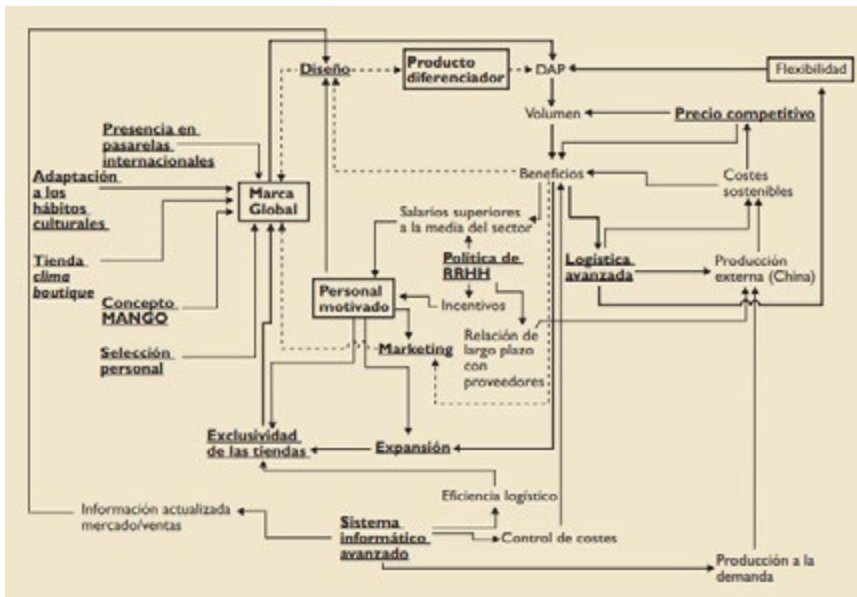 Producto
diferenciador
Diseño
DAP
Flexibilidad
Volumen
Precio competitivo
Presencia en
pasarelas
internacionales
Adaptación
a los
hábitos
culturales
Marca
Global
Beneficios
Costes
sostenibles
Salarios superiores
a la media del sector
Tienda
clima
boutique
Política de
RRHH
Logística
avanzada
Producción
externa (China)
Personal
motivado
Incentivos
Concepto
MANGO
Relación de
largo plazo
con
proveedores
Selección
personal
Marketing
Exclusividad
de las tiendas
Expansión
Eficiencia logístico
Información actualizada
mercado/ventas
Sistema
informático
avanzado
Control de costes
Producción a la
demanda